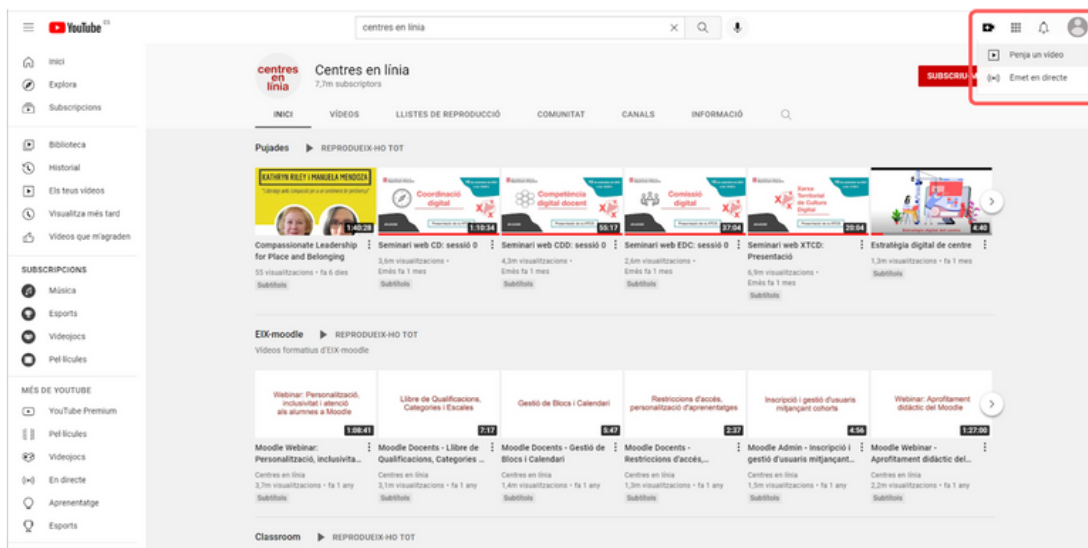 YouTube ES
centres en línia
Penja un vídeo
Emet en directe
Inici
Explora
Subscripcions
Biblioteca
Historial
Els teus vídeos
Visualitza més tard
Vídeos que m'agraden
SUBSCRIPCIONS
Música
Esports
Videojocs
Pel·lícules
MÉS DE YOUTUBE
YouTube Premium
Pel·lícules
Videojocs
En directe
Aprenentatge
Esports
centres
en
línia
Centres en línia
7,7m subscriptors
INICI VÍDEOS LLISTES DE REPRODUCCIÓ COMUNITAT CANALS INFORMACIÓ
Pujades REPRODUEIX-HO TOT
KATHRYN RILEY I MANUELA MENDOZA
1:40:28
Compassionate Leadership
for Place and Belonging
55 visualitzacions • fa 6 dies
Subtítols
Coordinació
digital
1:10:34
Seminari web CD: sessió 0
3,6m visualitzacions •
Emès fa 1 mes
Subtítols
Competència
digital docent
55:17
Seminari web CDD: sessió 0
4,3m visualitzacions •
Emès fa 1 mes
Subtítols
Comissió
digital
37:04
Seminari web EDC: sessió 0
2,6m visualitzacions •
Emès fa 1 mes
Subtítols
Xarxa
Territorial
de Cultura
Digital
20:04
Seminari web XTCD:
Presentació
6,9m visualitzacions •
Emès fa 1 mes
Subtítols
4:40
Estratègia digital de centre
1,3m visualitzacions • fa 1 mes
Subtítols
EIX-moodle REPRODUEIX-HO TOT
Vídeos formatius d'EIX-moodle
Webinar: Personalització,
inclusivitat i atenció
als alumnes a Moodle
1:08:41
Moodle Webinar:
Personalització, inclusivita...
Centres en línia
3,7m visualitzacions • fa 1 any
Subtítols
Llibre de Qualificacions,
Categories i Escales
7:17
Moodle Docents - Llibre de
Qualificacions, Categories ...
Centres en línia
3,1m visualitzacions • fa 1 any
Subtítols
Gestió de Blocs i Calendari
5:47
Moodle Docents - Gestió de
Blocs i Calendari
Centres en línia
1,4m visualitzacions • fa 1 any
Subtítols
Restriccions d'accés,
personalització d'aprenentatges
2:37
Moodle Docents -
Restriccions d'accés,...
Centres en línia
1,3m visualitzacions • fa 1 any
Subtítols
Inscripció i gestió d'usuaris
mitjançant cohorts
4:56
Moodle Admin - Inscripció i
gestió d'usuaris mitjançant...
Centres en línia
1,5m visualitzacions • fa 1 any
Subtítols
Webinar: Aprofitament
didàctic del Moodle
1:27:00
Moodle Webinar -
Aprofitament didàctic del...
Centres en línia
2,2m visualitzacions • fa 1 any
Subtítols
Classroom REPRODUEIX-HO TOT